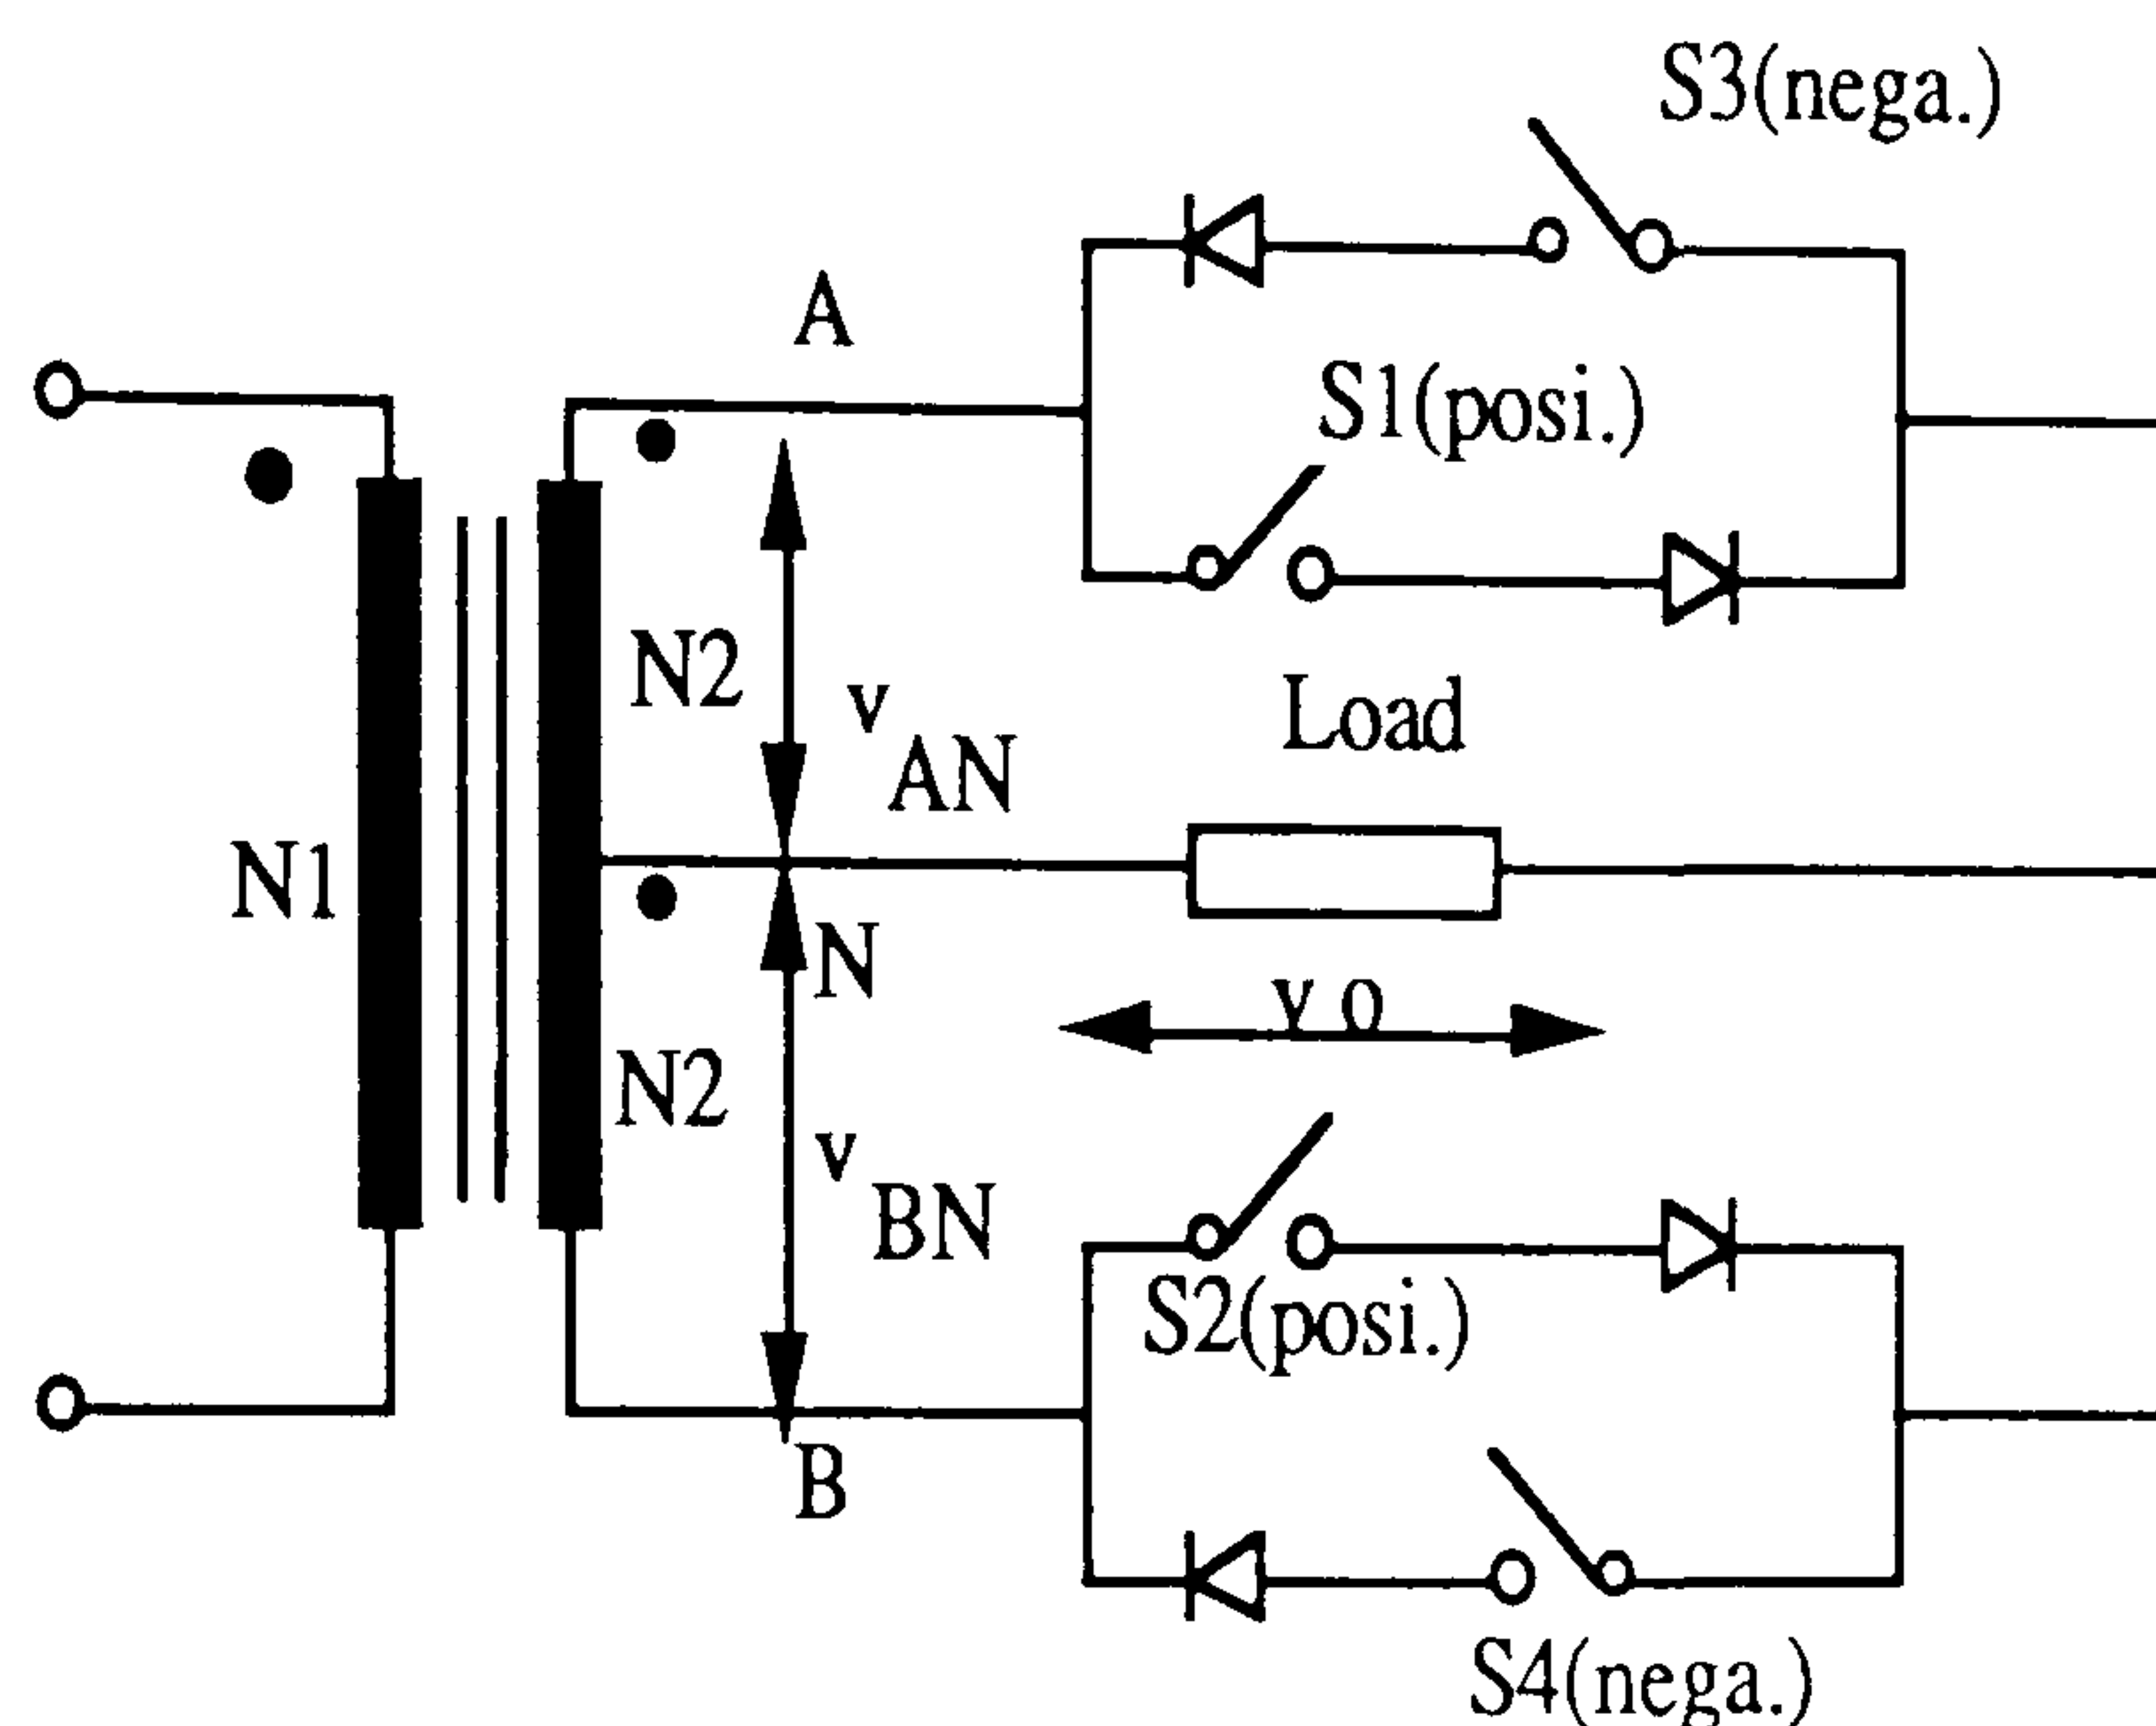 S3(nega.)
A
S1(posi.)
N2
v
AN
Load
N1
N
v o
N2
v
BN
S2(posi.)
B
S4(nega.)